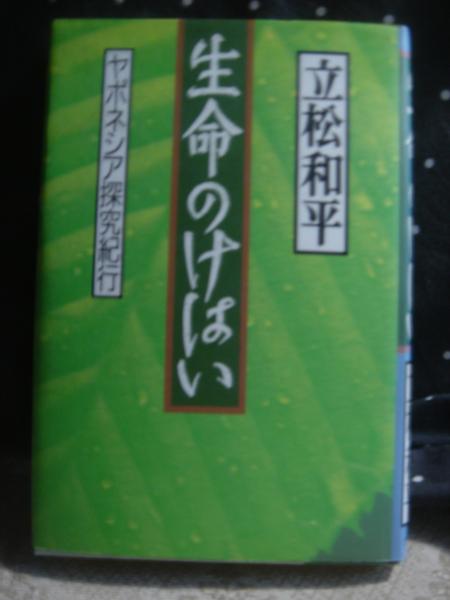 立松和平
生命のけはい
ヤポネシア探究紀行